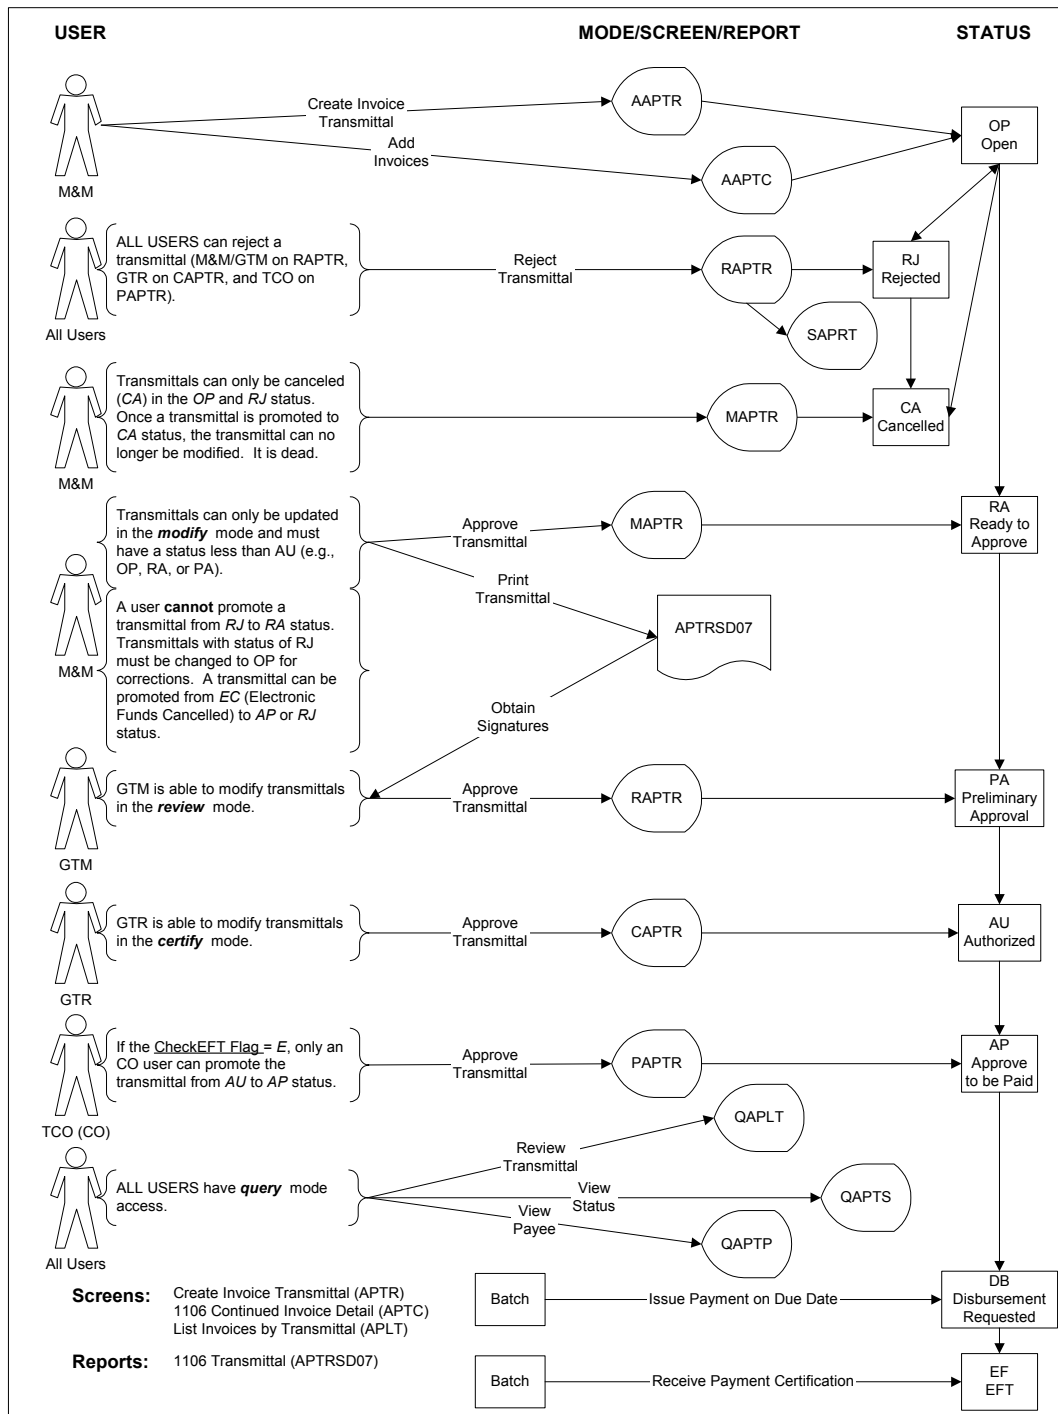 USER
MODE/SCREEN/REPORT
STATUS
Create Invoice
Transmittal
AAPTR
Add
Invoices
AAPTC
OP
Open
M&M
ALL USERS can reject a
transmittal (M&M/GTM on RAPTR,
GTR on CAPTR, and TCO on
PAPTR).
Reject
Transmittal
RAPTR
RJ
Rejected
SAPRT
All Users
Transmittals can only be canceled
(CA) in the OP and RJ status.
Once a transmittal is promoted to
CA status, the transmittal can no
longer be modified. It is dead.
MAPTR
CA
Cancelled
M&M
Transmittals can only be updated
in the modify mode and must
have a status less than AU (e.g.,
OP, RA, or PA).
Approve
Transmittal
MAPTR
RA
Ready to
Approve
Print
Transmittal
APTRSD07
A user cannot promote a
transmittal from RJ to RA status.
Transmittals with status of RJ
must be changed to OP for
corrections. A transmittal can be
promoted from EC (Electronic
Funds Cancelled) to AP or RJ
status.
M&M
Obtain
Signatures
GTM is able to modify transmittals
in the review mode.
Approve
Transmittal
RAPTR
PA
Preliminary
Approval
GTM
GTR is able to modify transmittals
in the certify mode.
Approve
Transmittal
CAPTR
AU
Authorized
GTR
If the CheckEFT Flag = E, only an
CO user can promote the
transmittal from AU to AP status.
Approve
Transmittal
PAPTR
AP
Approve
to be Paid
TCO (CO)
ALL USERS have query mode
access.
Review
Transmittal
QAPLT
View
Status
QAPTS
View
Payee
QAPTP
All Users
Screens:
Create Invoice Transmittal (APTR)
1106 Continued Invoice Detail (APTC)
List Invoices by Transmittal (APLT)
Batch
Issue Payment on Due Date
DB
Disbursement
Requested
Reports:
1106 Transmittal (APTRSD07)
Batch
Receive Payment Certification
EF
EFT